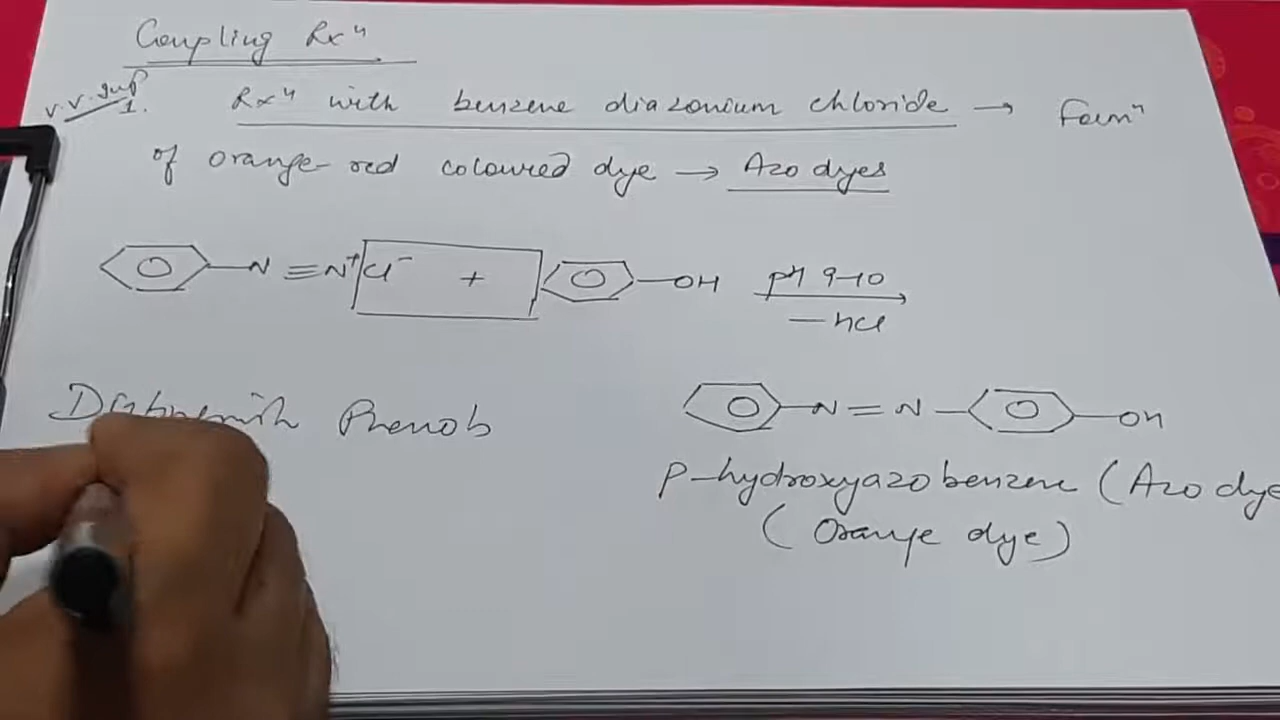 Coupling Rxⁿ
V.V. Imp
1. Rxⁿ with benzene diazonium chloride → Formⁿ
of orange-red coloured dye → Azo dyes
N≡N⁺Cl⁻ + OH pH 9-10
-HCl
N=N OH
Phenol
P-hydroxyazobenzene (Azo dye
(Orange dye)